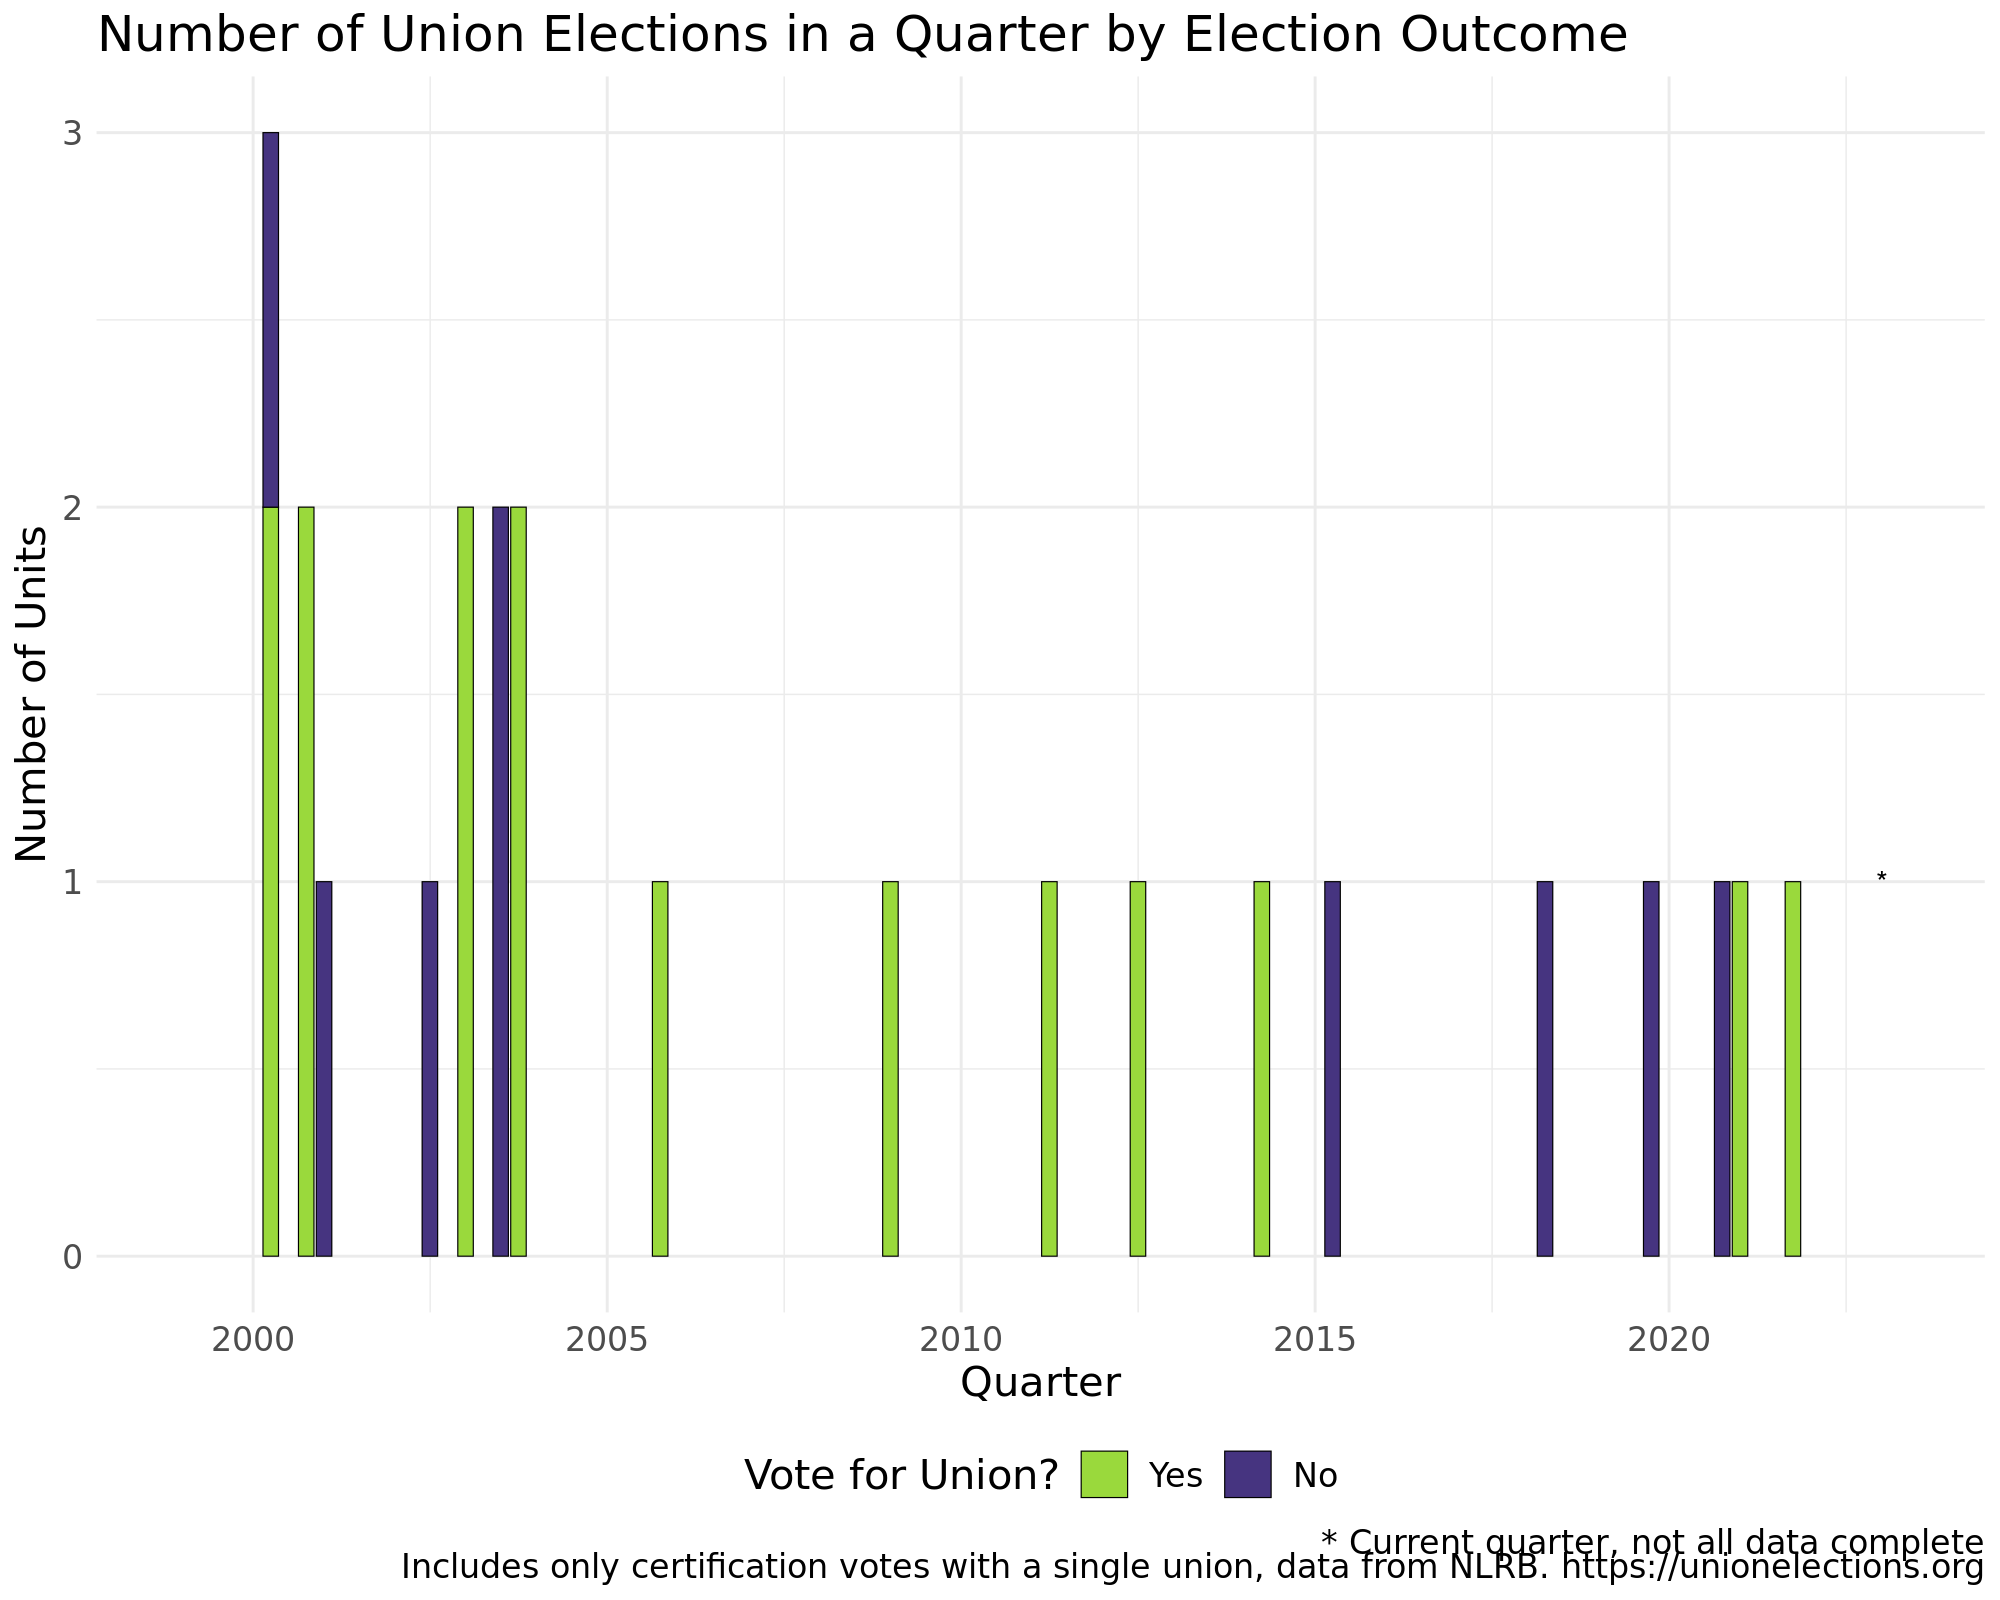 Number of Union Elections in a Quarter by Election Outcome
3
2
1
0
Number of Units
*
2000 2005 2010 2015 2020
Quarter
Vote for Union? Yes No
* Current quarter, not all data complete
Includes only certification votes with a single union, data from NLRB. https://unionelections.org